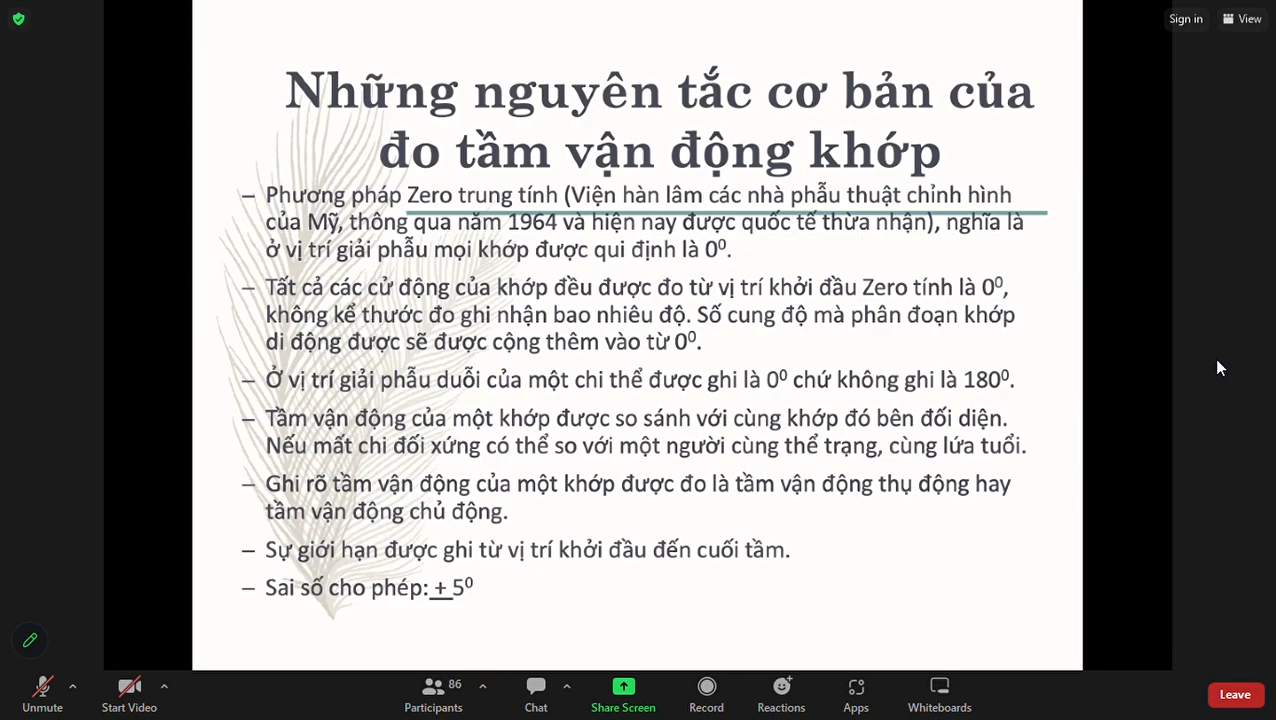 Sign in
View
Những nguyên tắc cơ bản của
đo tầm vận động khớp
– Phương pháp Zero trung tính (Viện hàn lâm các nhà phẫu thuật chỉnh hình
của Mỹ, thông qua năm 1964 và hiện nay được quốc tế thừa nhận), nghĩa là
ở vị trí giải phẫu mọi khớp được qui định là 0⁰.
– Tất cả các cử động của khớp đều được đo từ vị trí khởi đầu Zero tính là 0⁰,
không kể thước đo ghi nhận bao nhiêu độ. Số cung độ mà phân đoạn khớp
di động được sẽ được cộng thêm vào từ 0⁰.
– Ở vị trí giải phẫu duỗi của một chi thể được ghi là 0⁰ chứ không ghi là 180⁰.
– Tầm vận động của một khớp được so sánh với cùng khớp đó bên đối diện.
Nếu mất chi đối xứng có thể so với một người cùng thể trạng, cùng lứa tuổi.
– Ghi rõ tầm vận động của một khớp được đo là tầm vận động thụ động hay
tầm vận động chủ động.
– Sự giới hạn được ghi từ vị trí khởi đầu đến cuối tầm.
– Sai số cho phép: + 5⁰
Unmute
Start Video
86
Participants
Chat
Share Screen
Record
Reactions
Apps
Whiteboards
Leave